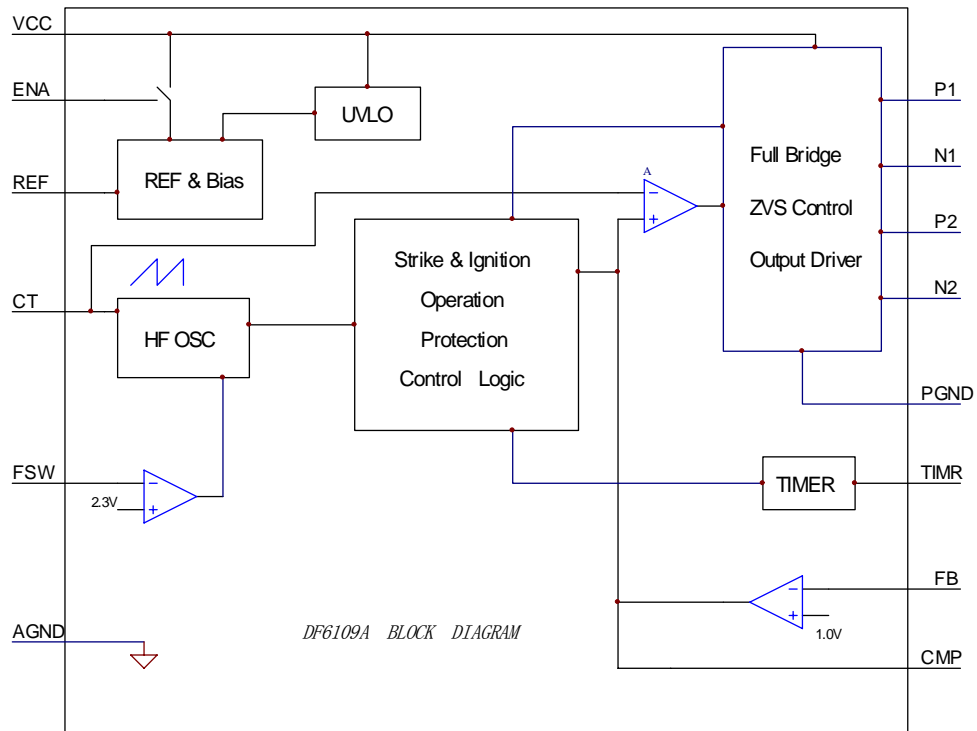 VCC
ENA
UVLO
P1
REF & Bias
REF
A
-
+
Full Bridge
ZVS Control
Output Driver
N1
P2
N2
Strike & Ignition
Operation
Protection
Control Logic
CT
HF OSC
PGND
FSW
-
2.3V
+
TIMER
TIMR
FB
-
+
1.0V
AGND
DF6109A BLOCK DIAGRAM
CMP